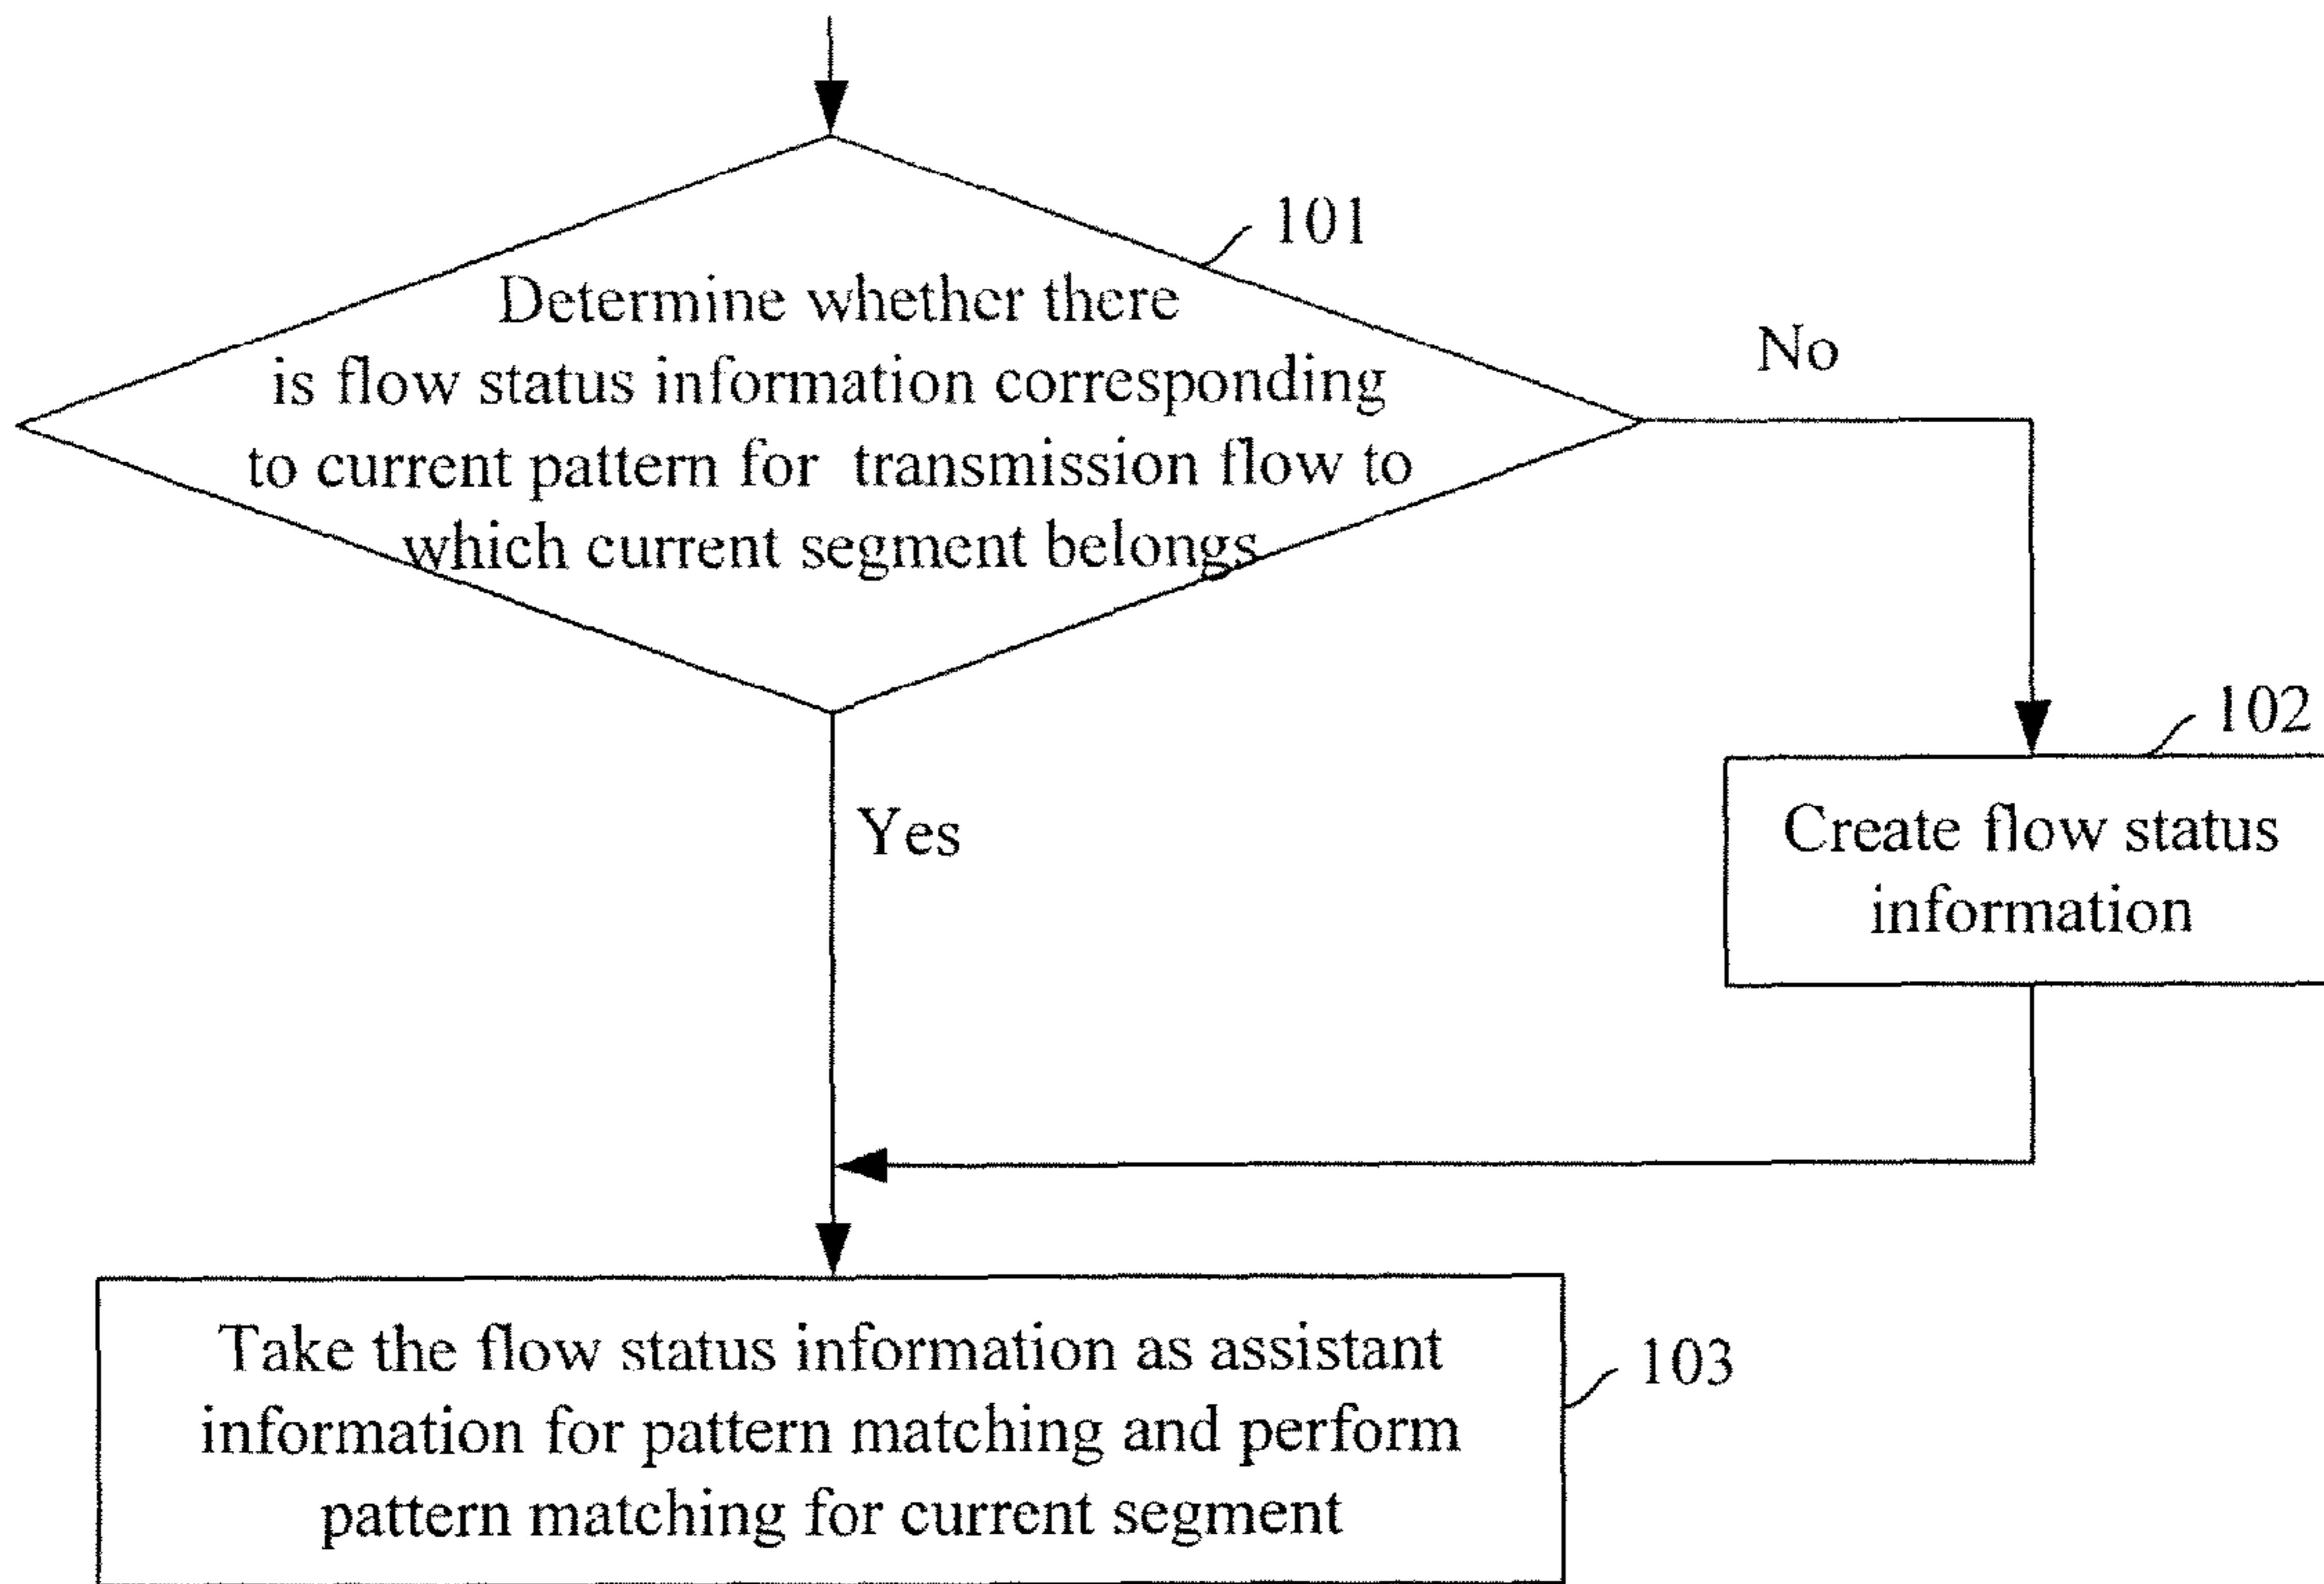 101
Determine whether there
is flow status information corresponding
to current pattern for transmission flow to
which current segment belongs
No
102
Yes
Create flow status
information
Take the flow status information as assistant
information for pattern matching and perform
pattern matching for current segment
103